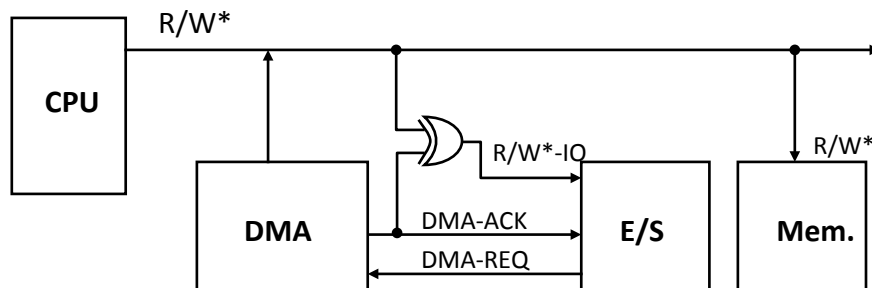 R/W*
CPU
R/W*-IO
R/W*
DMA-ACK
DMA
E/S
Mem.
DMA-REQ